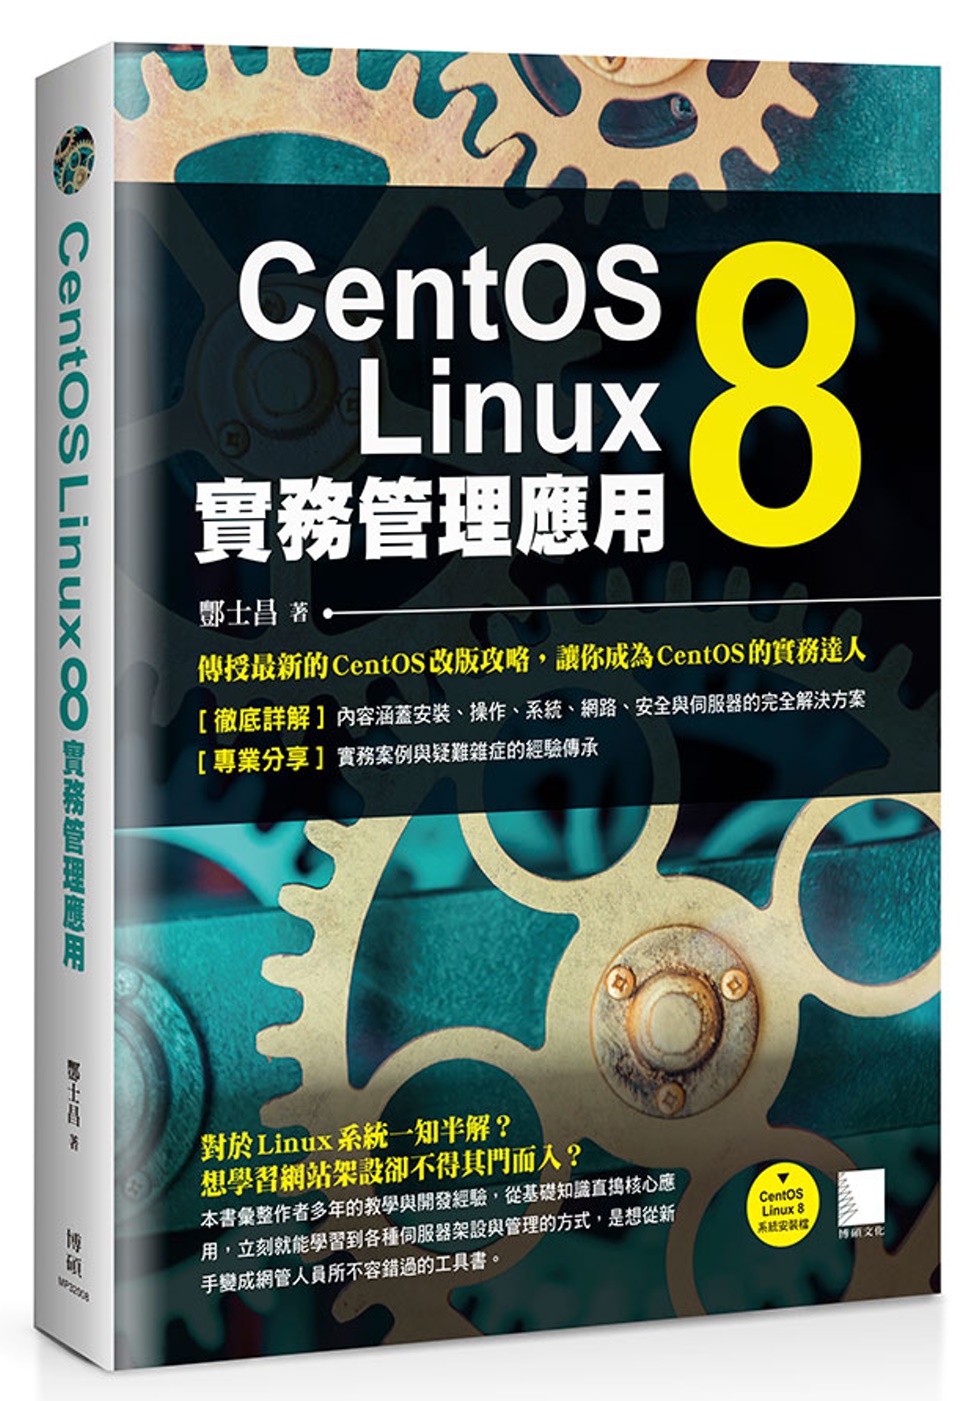 CentOS
Linux
8
實務管理應用
酆士昌 著
傳授最新的CentOS改版攻略，讓你成為CentOS的實務達人
[ 徹底詳解 ] 內容涵蓋安裝、操作、系統、網路、安全與伺服器的完全解決方案
[ 專業分享 ] 實務案例與疑難雜症的經驗傳承
對於Linux系統一知半解？
想學習網站架設卻不得其門而入？
本書彙整作者多年的教學與開發經驗，從基礎知識直搗核心應
用，立刻就能學習到各種伺服器架設與管理的方式，是想從新
手變成網管人員所不容錯過的工具書。
CentOS
Linux 8
系統安裝檔
博碩文化
CentOS Linux 8 實務管理應用
酆士昌 著
博碩
MP32008